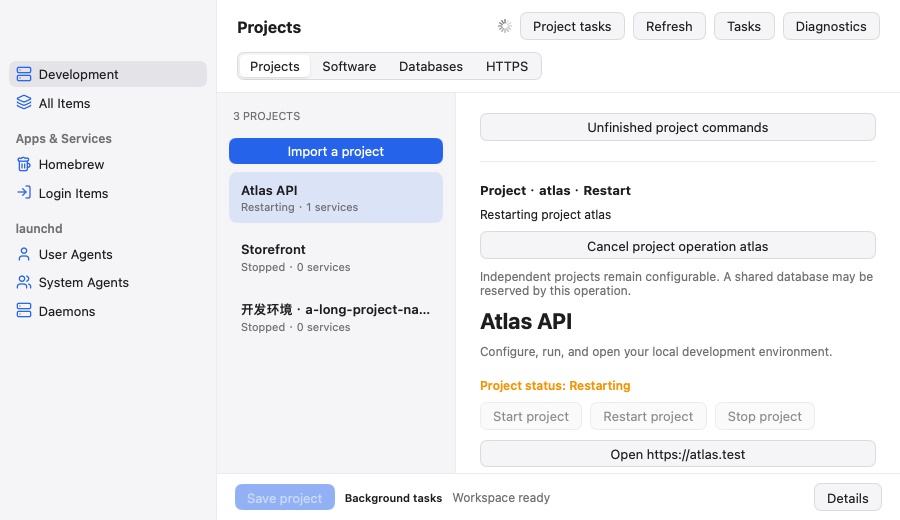 Development
All Items
Apps & Services
Homebrew
Login Items
launchd
User Agents
System Agents
Daemons
Projects
Project tasks
Refresh
Tasks
Diagnostics
Projects
Software
Databases
HTTPS
3 PROJECTS
Import a project
Atlas API
Restarting · 1 services
Storefront
Stopped · 0 services
开发环境 · a-long-project-na...
Stopped · 0 services
Unfinished project commands
Project · atlas · Restart
Restarting project atlas
Cancel project operation atlas
Independent projects remain configurable. A shared database may be
reserved by this operation.
Atlas API
Configure, run, and open your local development environment.
Project status: Restarting
Start project
Restart project
Stop project
Open https://atlas.test
Save project
Background tasks
Workspace ready
Details